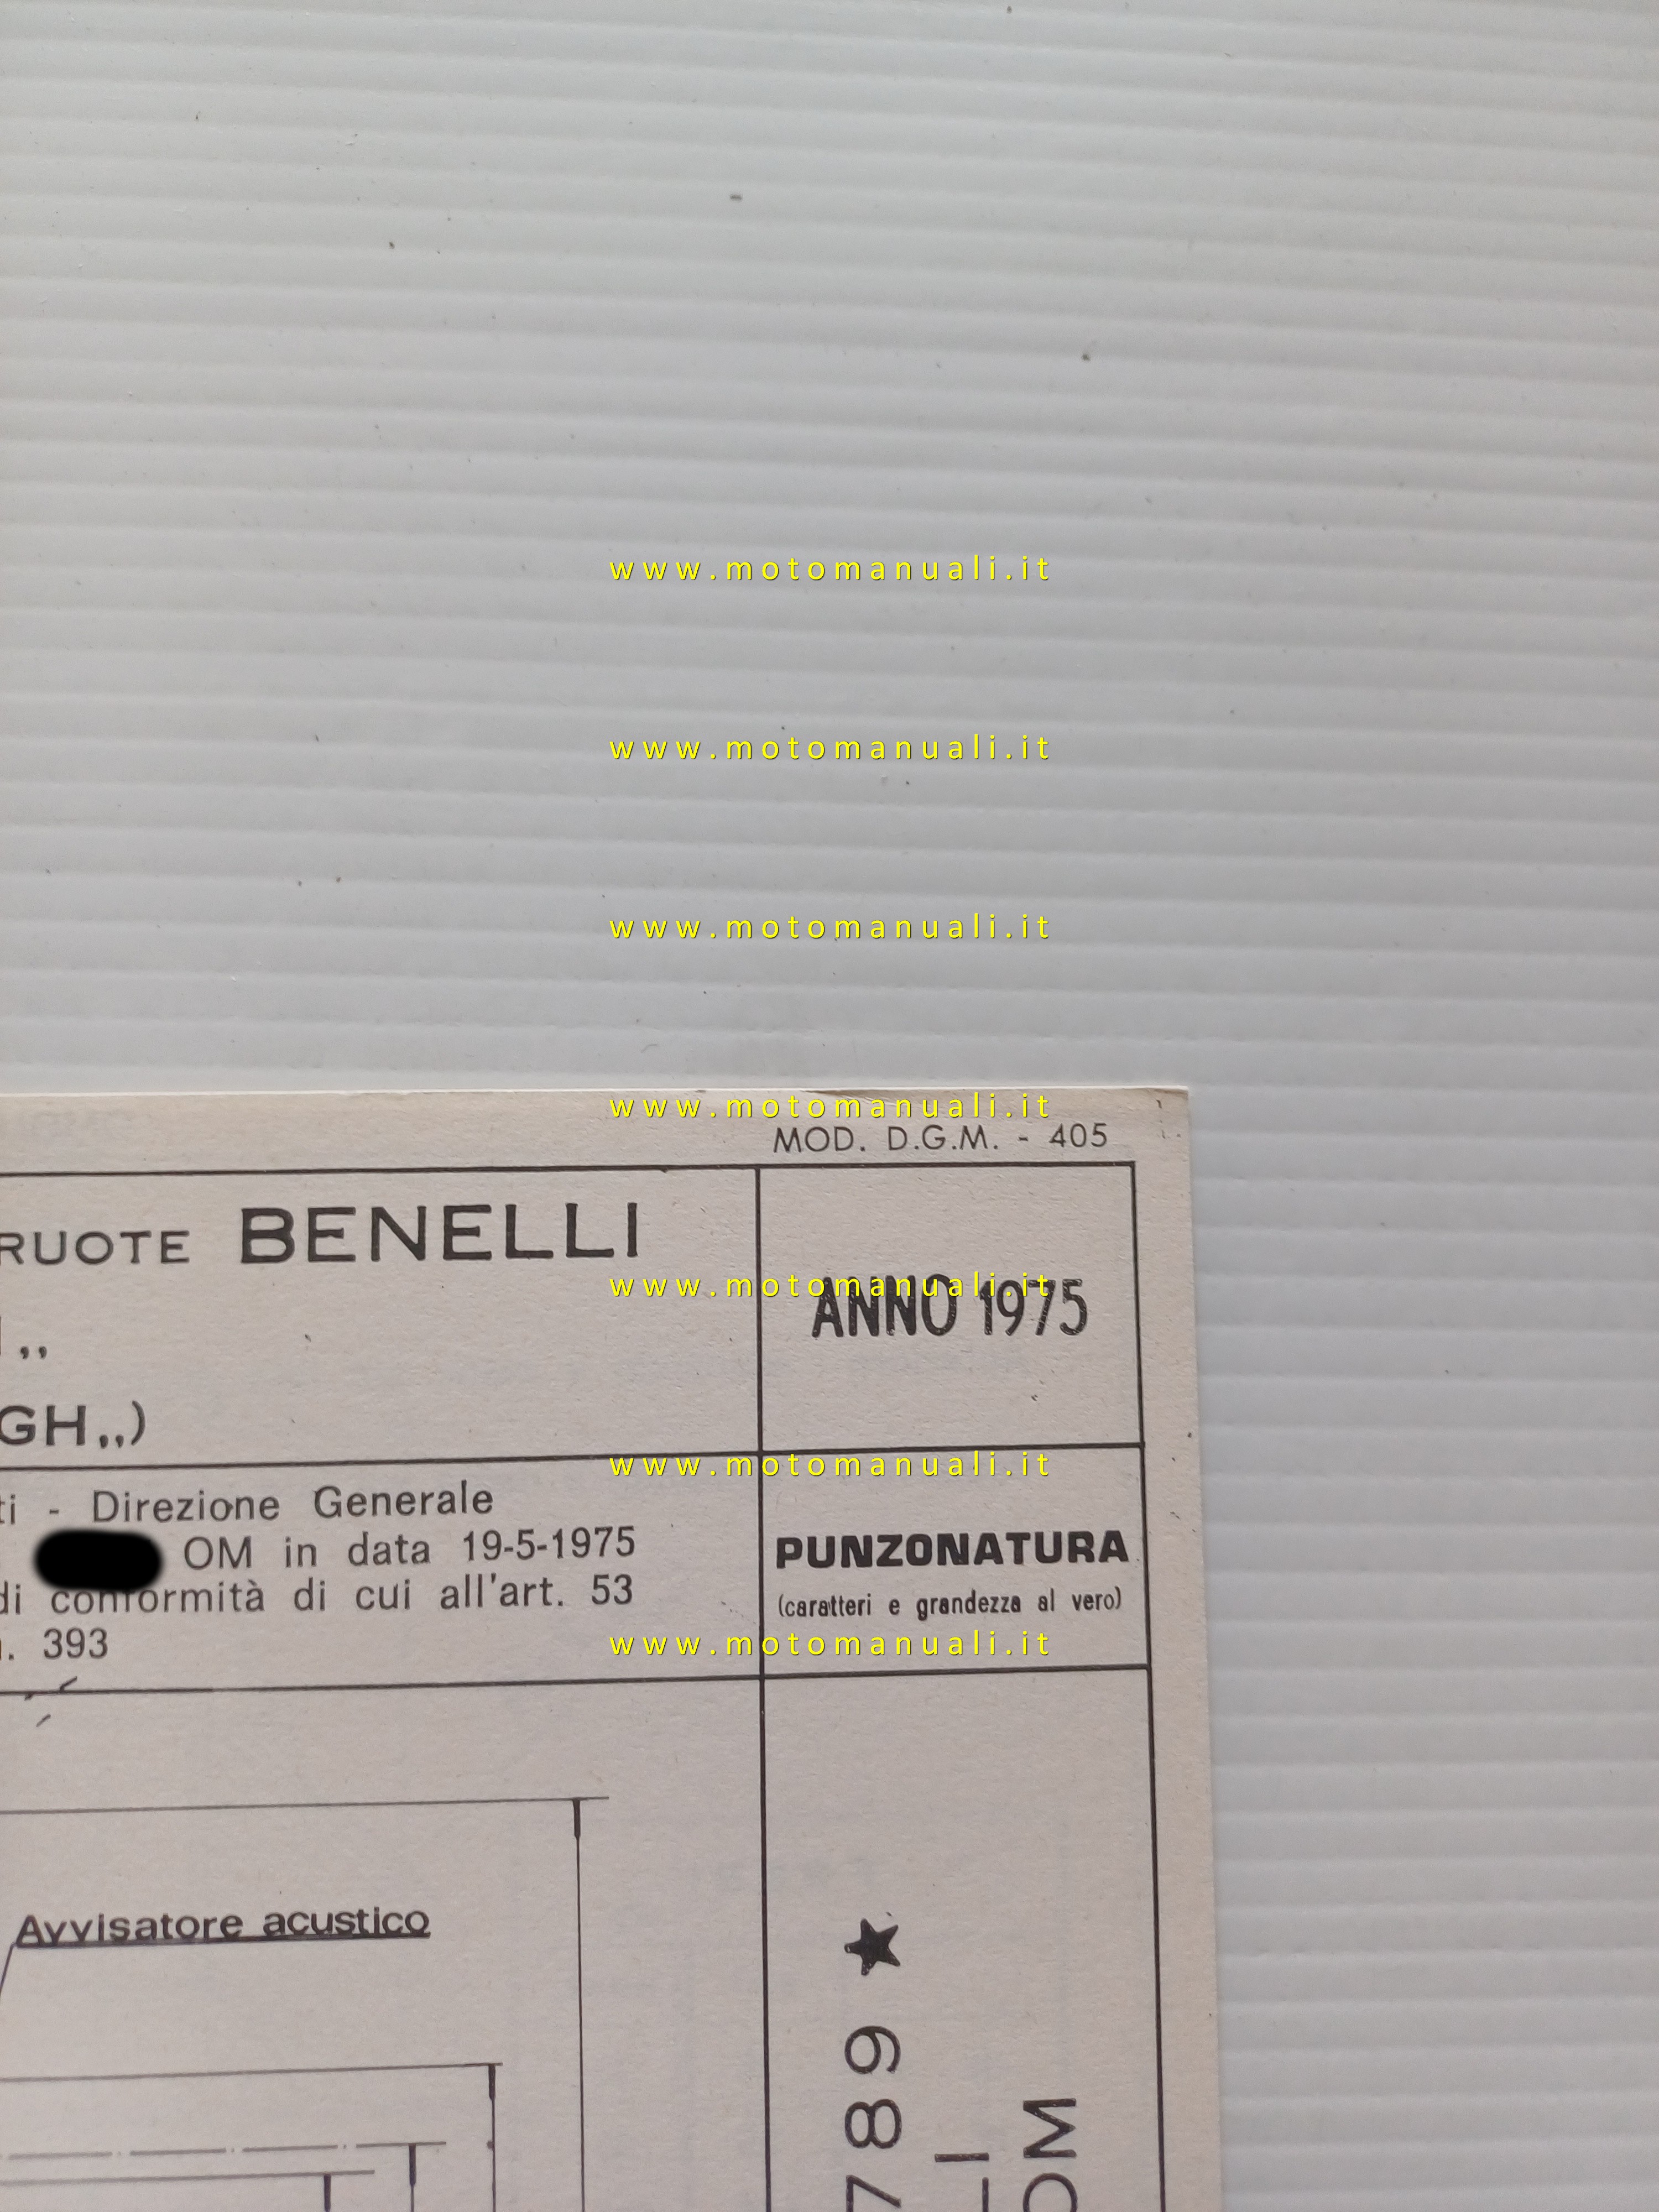 www.motomanuali.it
www.motomanuali.it
www.motomanuali.it
www.motomanuali.it
MOD. D.G.M. - 405
RUOTE BENELLI
www.motomanuali.it
ANNO 1975
„
GH„)
www.motomanuali.it
ti - Direzione Generale
OM in data 19-5-1975
di conformità di cui all'art. 53
n. 393
PUNZONATURA
(caratteri e grandezza al vero)
www.motomanuali.it
Avvisatore acustico
789 ★
LI
OM